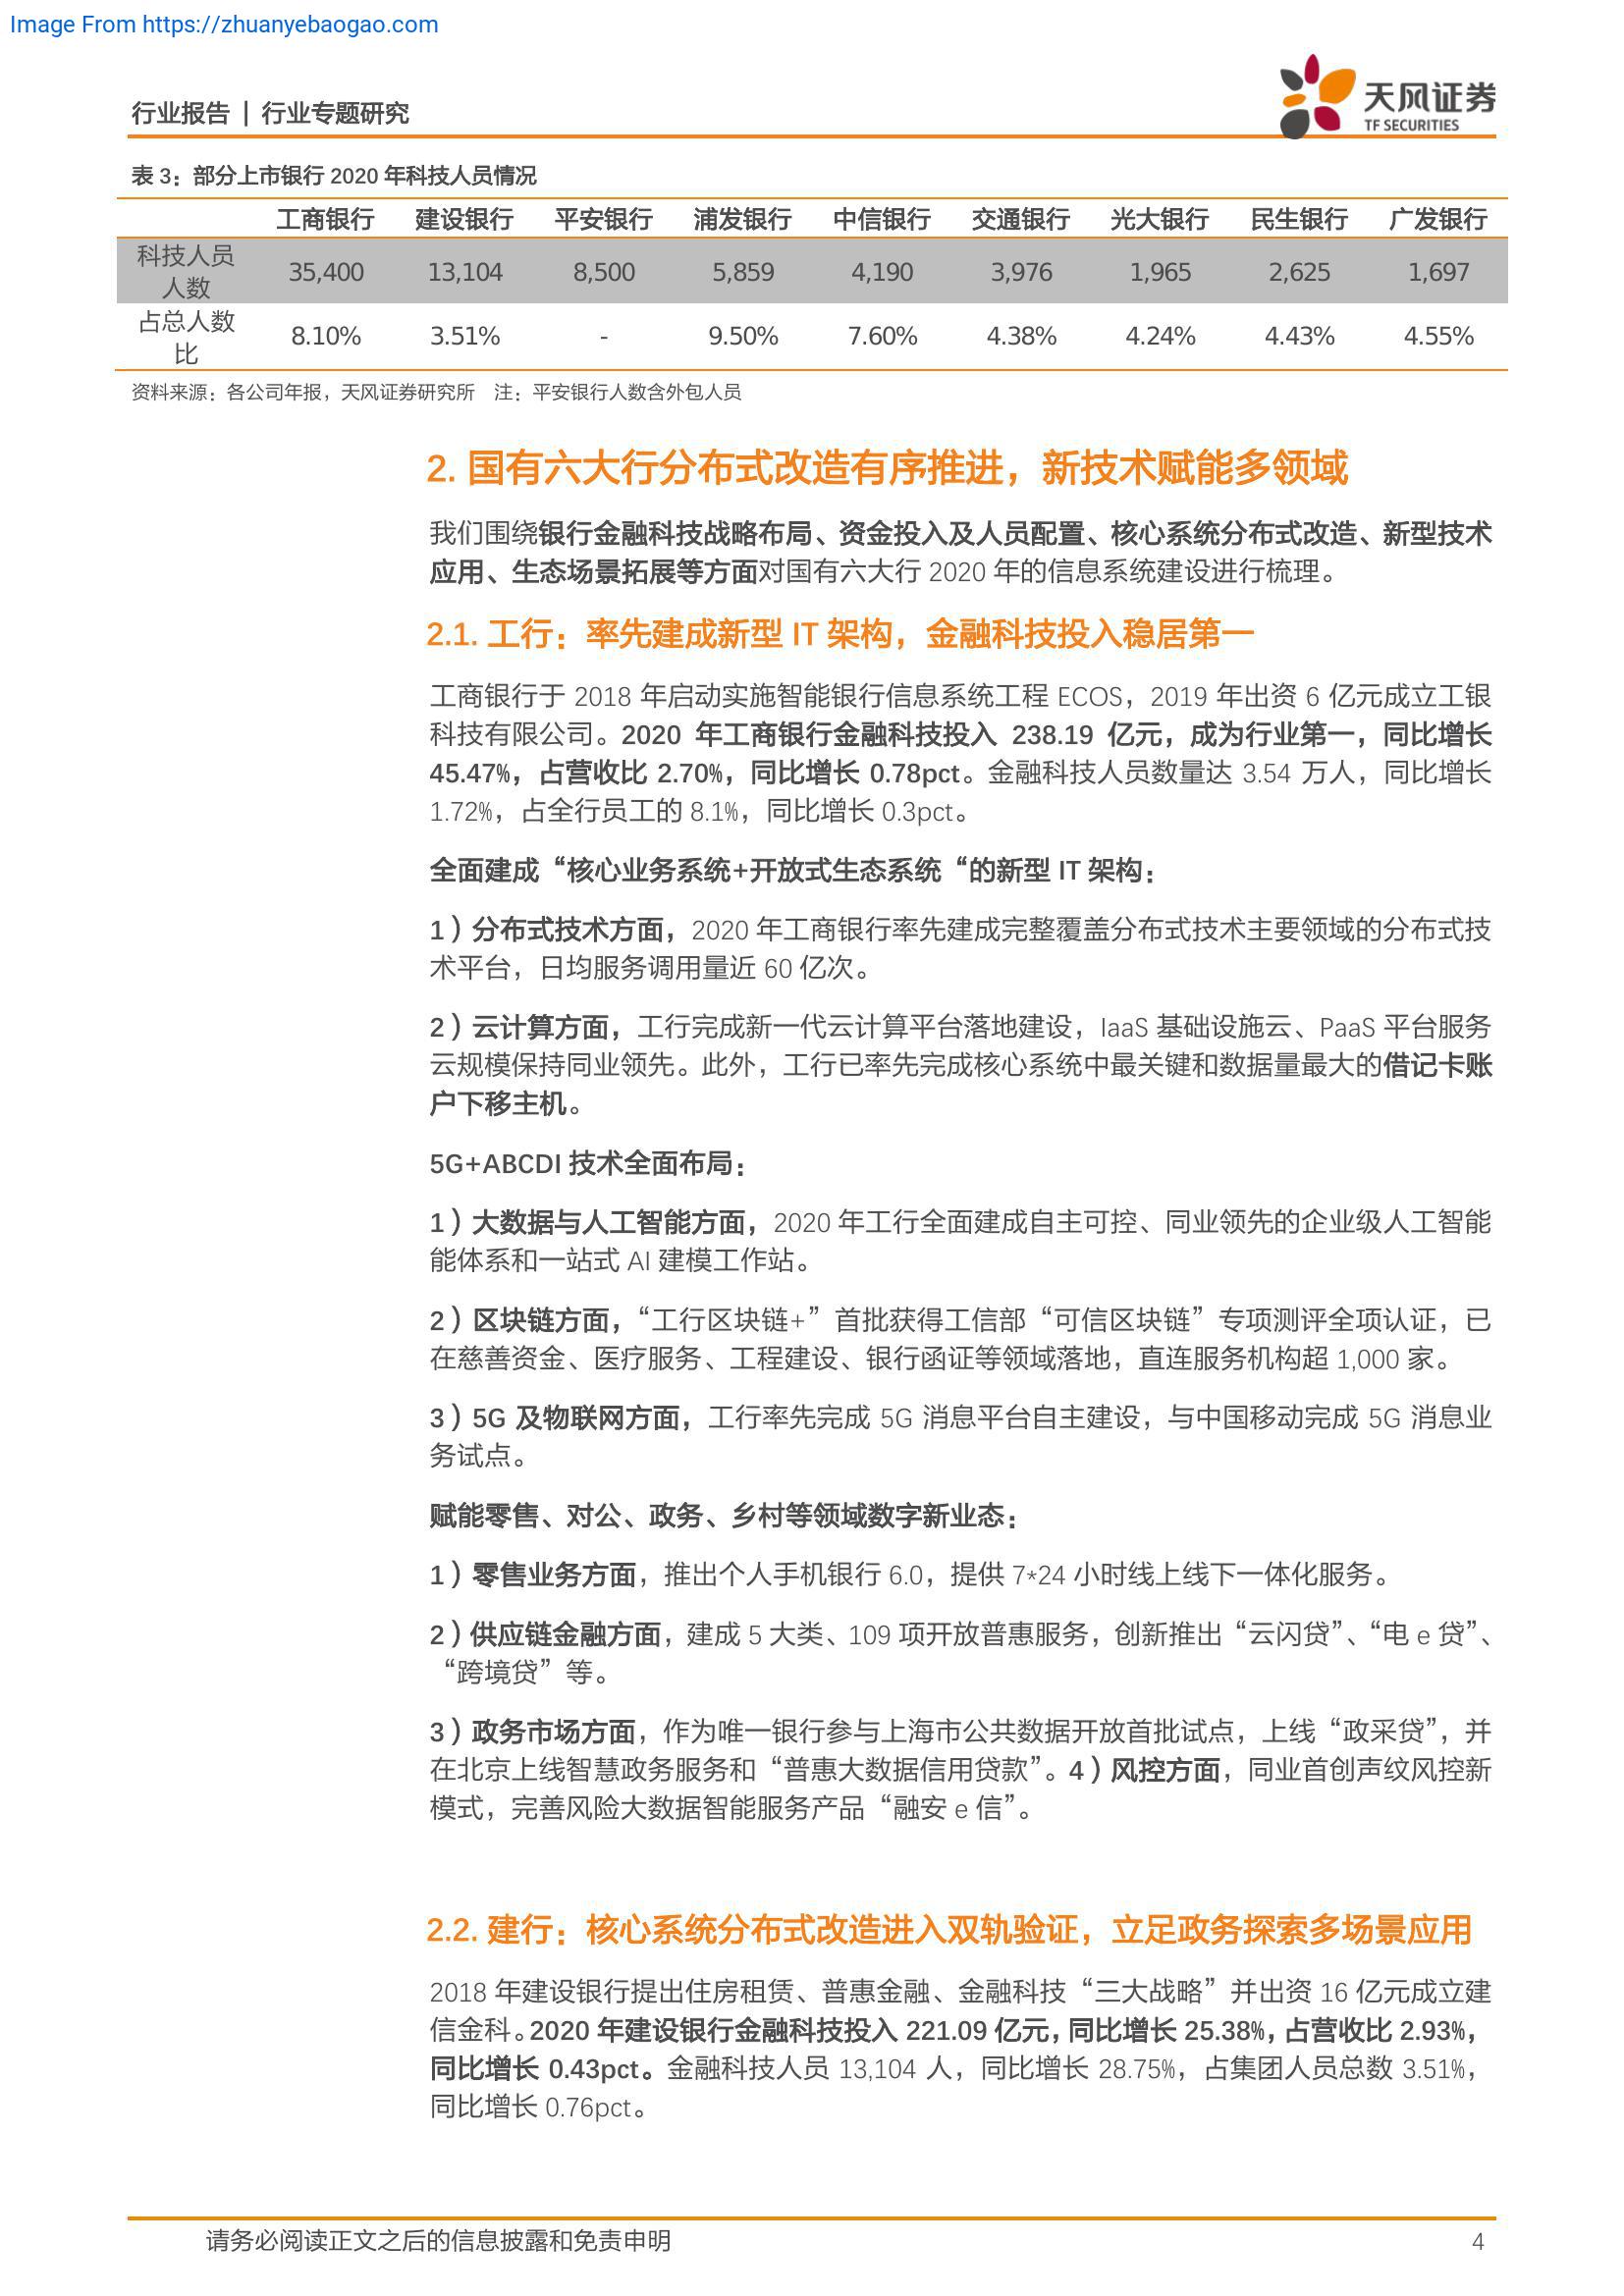 Image From https://zhuanyebaogao.com
行业报告 | 行业专题研究
天风证券
TF SECURITIES
表 3：部分上市银行 2020 年科技人员情况
工商银行 建设银行 平安银行 浦发银行 中信银行 交通银行 光大银行 民生银行 广发银行
科技人员人数 35,400 13,104 8,500 5,859 4,190 3,976 1,965 2,625 1,697
占总人数比 8.10% 3.51% - 9.50% 7.60% 4.38% 4.24% 4.43% 4.55%
资料来源：各公司年报，天风证券研究所 注：平安银行人数含外包人员
2. 国有六大行分布式改造有序推进，新技术赋能多领域
我们围绕银行金融科技战略布局、资金投入及人员配置、核心系统分布式改造、新型技术
应用、生态场景拓展等方面对国有六大行 2020 年的信息系统建设进行梳理。
2.1. 工行：率先建成新型 IT 架构，金融科技投入稳居第一
工商银行于 2018 年启动实施智能银行信息系统工程 ECOS，2019 年出资 6 亿元成立工银
科技有限公司。2020 年工商银行金融科技投入 238.19 亿元，成为行业第一，同比增长
45.47%，占营收比 2.70%，同比增长 0.78pct。金融科技人员数量达 3.54 万人，同比增长
1.72%，占全行员工的 8.1%，同比增长 0.3pct。
全面建成“核心业务系统+开放式生态系统“的新型 IT 架构：
1）分布式技术方面，2020 年工商银行率先建成完整覆盖分布式技术主要领域的分布式技
术平台，日均服务调用量近 60 亿次。
2）云计算方面，工行完成新一代云计算平台落地建设，IaaS 基础设施云、PaaS 平台服务
云规模保持同业领先。此外，工行已率先完成核心系统中最关键和数据量最大的借记卡账
户下移主机。
5G+ABCDI 技术全面布局：
1）大数据与人工智能方面，2020 年工行全面建成自主可控、同业领先的企业级人工智能
能体系和一站式 AI 建模工作站。
2）区块链方面，“工行区块链+”首批获得工信部“可信区块链”专项测评全项认证，已
在慈善资金、医疗服务、工程建设、银行函证等领域落地，直连服务机构超 1,000 家。
3）5G 及物联网方面，工行率先完成 5G 消息平台自主建设，与中国移动完成 5G 消息业
务试点。
赋能零售、对公、政务、乡村等领域数字新业态：
1）零售业务方面，推出个人手机银行 6.0，提供 7*24 小时线上线下一体化服务。
2）供应链金融方面，建成 5 大类、109 项开放普惠服务，创新推出“云闪贷”、“电 e 贷”、
“跨境贷”等。
3）政务市场方面，作为唯一银行参与上海市公共数据开放首批试点，上线“政采贷”，并
在北京上线智慧政务服务和“普惠大数据信用贷款”。4）风控方面，同业首创声纹风控新
模式，完善风险大数据智能服务产品“融安 e 信”。
2.2. 建行：核心系统分布式改造进入双轨验证，立足政务探索多场景应用
2018 年建设银行提出住房租赁、普惠金融、金融科技“三大战略”并出资 16 亿元成立建
信金科。2020 年建设银行金融科技投入 221.09 亿元，同比增长 25.38%，占营收比 2.93%，
同比增长 0.43pct。金融科技人员 13,104 人，同比增长 28.75%，占集团人员总数 3.51%，
同比增长 0.76pct。
请务必阅读正文之后的信息披露和免责申明 4